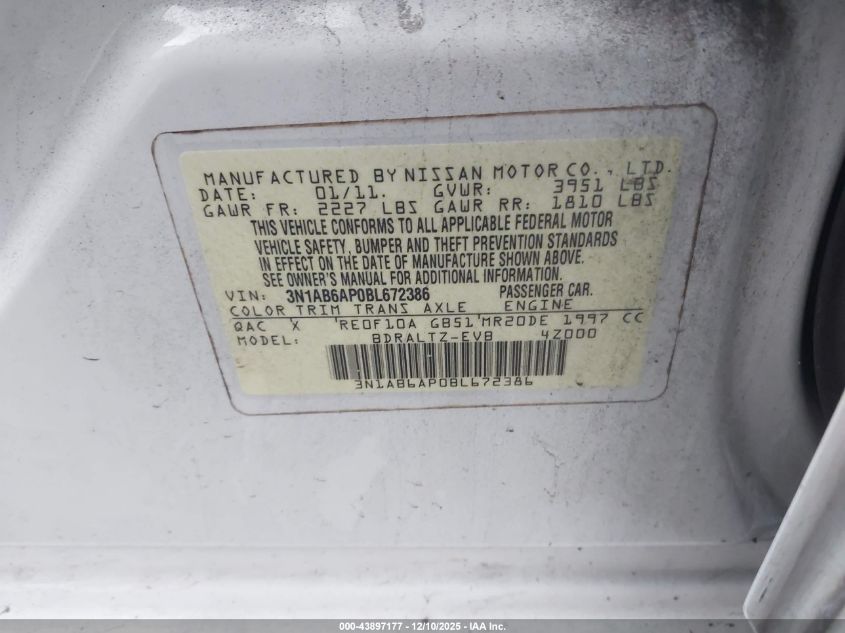 MANUFACTURED BY NISSAN MOTOR CO., LTD.
DATE: 01/11. GVWR: 3951 LBS
GAWR FR: 2227 LBS GAWR RR: 1810 LBS
THIS VEHICLE CONFORMS TO ALL APPLICABLE FEDERAL MOTOR
VEHICLE SAFETY, BUMPER AND THEFT PREVENTION STANDARDS
IN EFFECT ON THE DATE OF MANUFACTURE SHOWN ABOVE.
SEE OWNER'S MANUAL FOR ADDITIONAL INFORMATION.
VIN: 3N1AB6AP0BL672386 PASSENGER CAR.
COLOR TRIM TRANS AXLE ENGINE
QAC X 'RE0F10A GB51'MR20DE 1997 CC
MODEL: BDRALTZ-EVB 4Z000
3N1AB6AP0BL672386
000-43897177 — 12/10/2025 — IAA Inc.